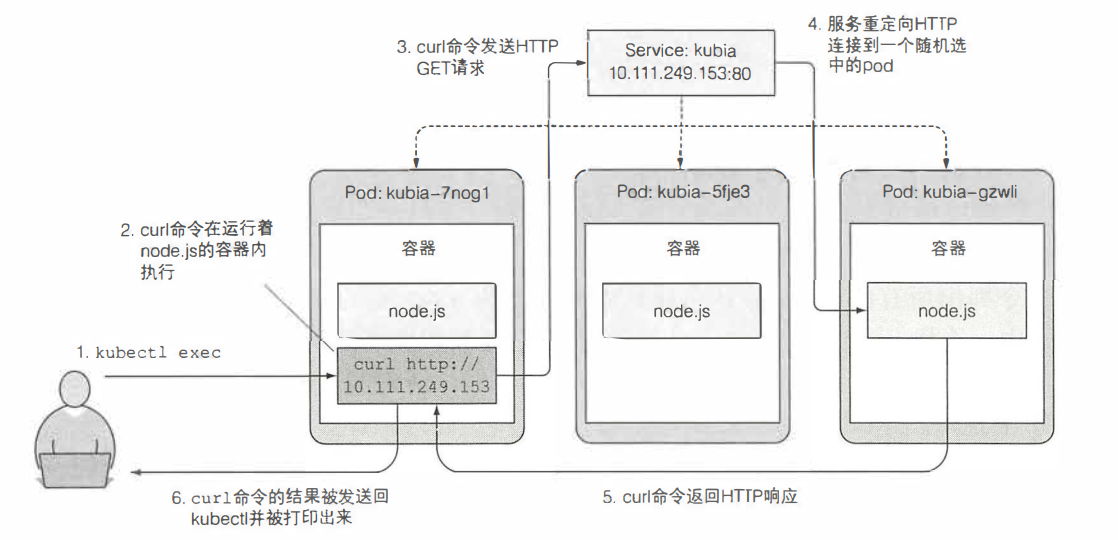 3. curl命令发送HTTP
GET请求
Service: kubia
10.111.249.153:80
4. 服务重定向HTTP
连接到一个随机选
中的pod
Pod: kubia-7nog1
Pod: kubia-5fje3
Pod: kubia-gzwli
2. curl命令在运行着
node.js的容器内
执行
容器
容器
容器
node.js
node.js
node.js
1. kubectl exec
curl http://
10.111.249.153
6. curl命令的结果被发送回
kubectl并被打印出来
5. curl命令返回HTTP响应